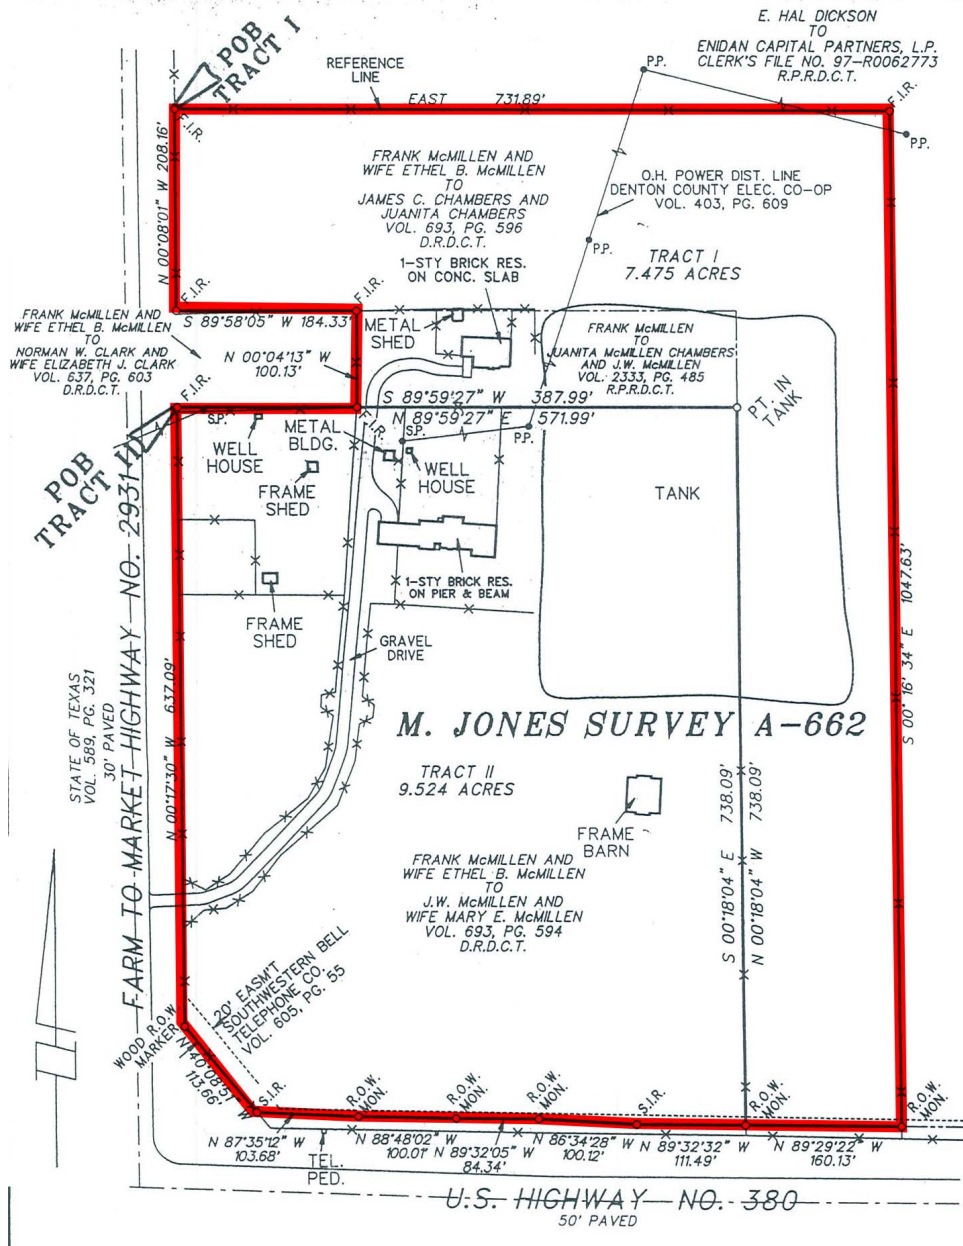 E. HAL DICKSON
TO
ENIDAN CAPITAL PARTNERS, L.P.
CLERK'S FILE NO. 97-R0062773
R.P.R.D.C.T.
POB
TRACT I
REFERENCE
LINE
P.P.
EAST 731.89'
F.I.R.
F.I.R.
P.P.
N 00°08'01" W 208.16'
FRANK McMILLEN AND
WIFE ETHEL B. McMILLEN
TO
JAMES C. CHAMBERS AND
JUANITA CHAMBERS
VOL. 693, PG. 596
D.R.D.C.T.
O.H. POWER DIST. LINE
DENTON COUNTY ELEC. CO-OP
VOL. 403, PG. 609
P.P.
TRACT I
7.475 ACRES
1-STY BRICK RES.
ON CONC. SLAB
F.I.R.
F.I.R.
S 89°58'05" W 184.33'
FRANK McMILLEN AND
WIFE ETHEL B. McMILLEN
TO
NORMAN W. CLARK AND
WIFE ELIZABETH J. CLARK
VOL. 637, PG. 603
D.R.D.C.T.
N 00°04'13" W
100.13'
METAL
SHED
FRANK McMILLEN
TO
JUANITA McMILLEN CHAMBERS
AND J.W. McMILLEN
VOL. 2333, PG. 485
R.P.R.D.C.T.
F.I.R.
S 89°59'27" W 387.99'
N 89°59'27" E 571.99'
PT. IN
TANK
S.P.
F.I.R.
S.P.
P.P.
POB
TRACT II
WELL
HOUSE
METAL
BLDG.
WELL
HOUSE
FRAME
SHED
TANK
1-STY BRICK RES.
ON PIER & BEAM
FRAME
SHED
GRAVEL
DRIVE
S 00°16'34" E 1047.63'
STATE OF TEXAS
VOL. 589, PG. 321
30' PAVED
FARM TO MARKET HIGHWAY NO. 2931
N 00°17'30" W 637.09'
M. JONES SURVEY A-662
TRACT II
9.524 ACRES
FRAME
BARN
S 00°18'04" E 738.09'
N 00°18'04" W 738.09'
FRANK McMILLEN AND
WIFE ETHEL B. McMILLEN
TO
J.W. McMILLEN AND
WIFE MARY E. McMILLEN
VOL. 693, PG. 594
D.R.D.C.T.
20' EASM'T
SOUTHWESTERN BELL
TELEPHONE CO.
VOL. 605, PG. 55
WOOD R.O.W.
MARKER
N 40°08'51" W
113.66'
S.I.R.
R.O.W.
MON.
R.O.W.
MON.
S.I.R.
R.O.W.
MON.
R.O.W.
MON.
N 87°35'12" W
103.68'
N 88°48'02" W
100.01'
N 89°32'05" W
84.34'
N 86°34'28" W
100.12'
N 89°32'32" W
111.49'
N 89°29'22" W
160.13'
TEL.
PED.
U.S. HIGHWAY NO. 380
50' PAVED